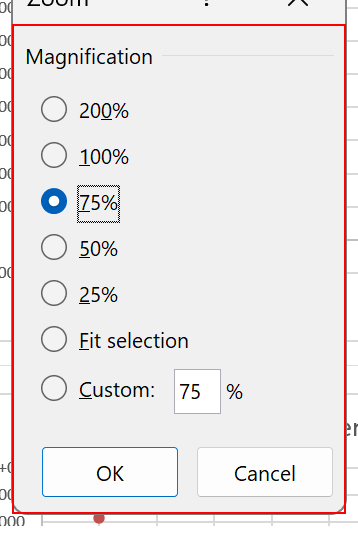 Zoom ?
Magnification
200%
100%
75%
50%
25%
Fit selection
Custom: 75 %
OK Cancel